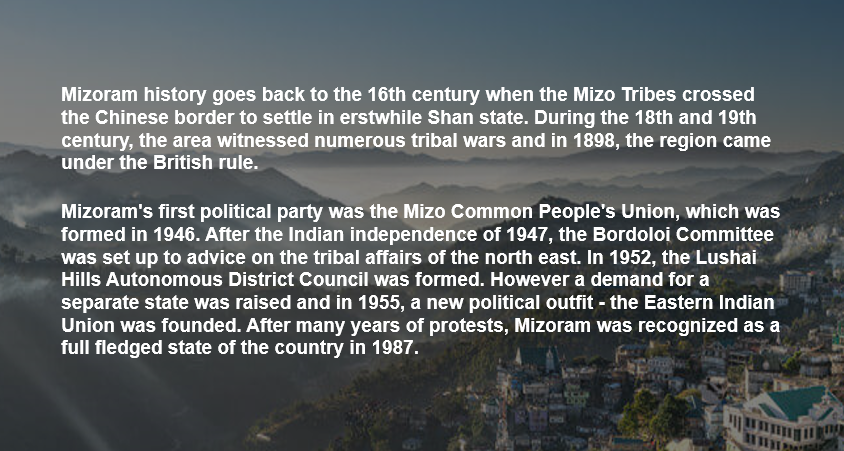 Mizoram history goes back to the 16th century when the Mizo Tribes crossed
the Chinese border to settle in erstwhile Shan state. During the 18th and 19th
century, the area witnessed numerous tribal wars and in 1898, the region came
under the British rule.
Mizoram's first political party was the Mizo Common People's Union, which was
formed in 1946. After the Indian independence of 1947, the Bordoloi Committee
was set up to advice on the tribal affairs of the north east. In 1952, the Lushai
Hills Autonomous District Council was formed. However a demand for a
separate state was raised and in 1955, a new political outfit - the Eastern Indian
Union was founded. After many years of protests, Mizoram was recognized as a
full fledged state of the country in 1987.